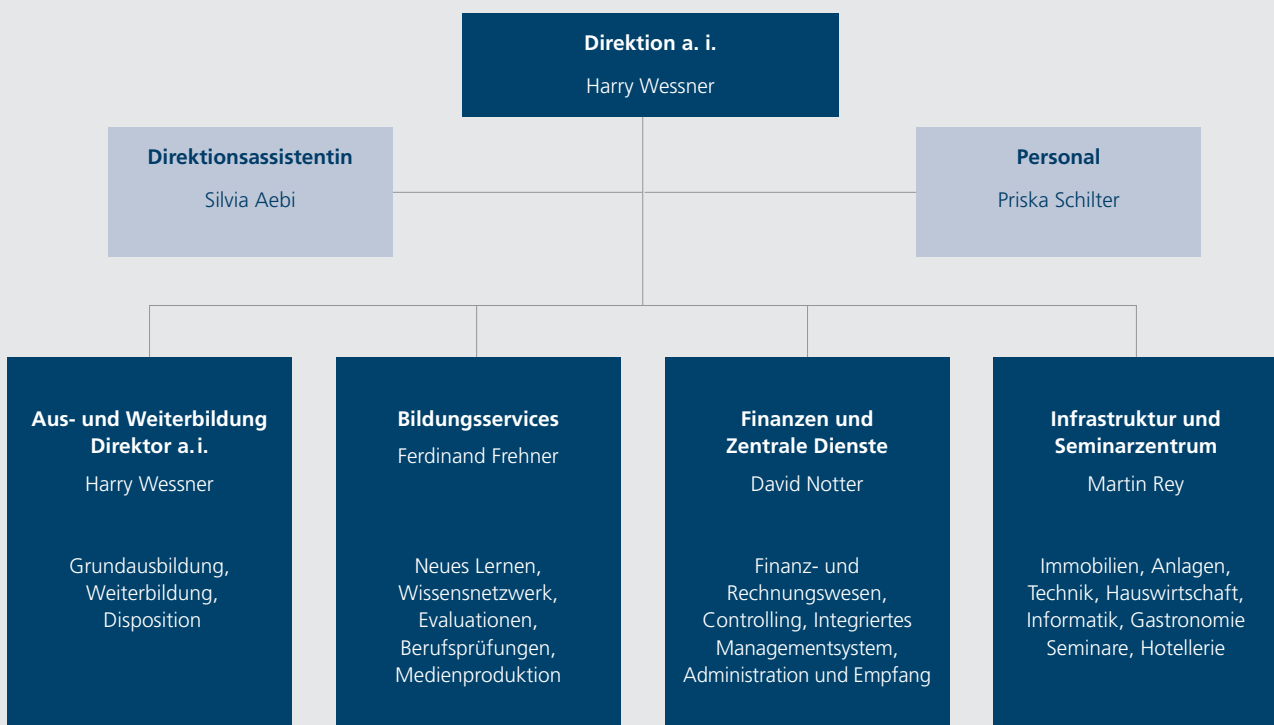 Direktion a. i.
Harry Wessner
Direktionsassistentin
Silvia Aebi
Personal
Priska Schilter
Aus- und Weiterbildung
Direktor a. i.
Harry Wessner
Grundausbildung,
Weiterbildung,
Disposition
Bildungsservices
Ferdinand Frehner
Neues Lernen,
Wissensnetzwerk,
Evaluationen,
Berufsprüfungen,
Medienproduktion
Finanzen und
Zentrale Dienste
David Notter
Finanz- und
Rechnungswesen,
Controlling, Integriertes
Managementsystem,
Administration und Empfang
Infrastruktur und
Seminarzentrum
Martin Rey
Immobilien, Anlagen,
Technik, Hauswirtschaft,
Informatik, Gastronomie
Seminare, Hotellerie